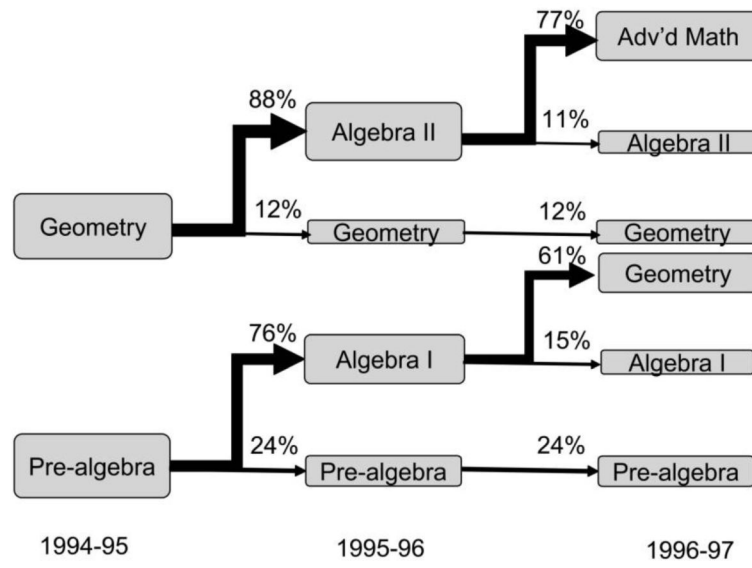 77%
Adv'd Math
88%
Algebra II
11%
Algebra II
Geometry
12%
Geometry
12%
Geometry
61%
Geometry
76%
Algebra I
15%
Algebra I
Pre-algebra
24%
Pre-algebra
24%
Pre-algebra
1994-95
1995-96
1996-97